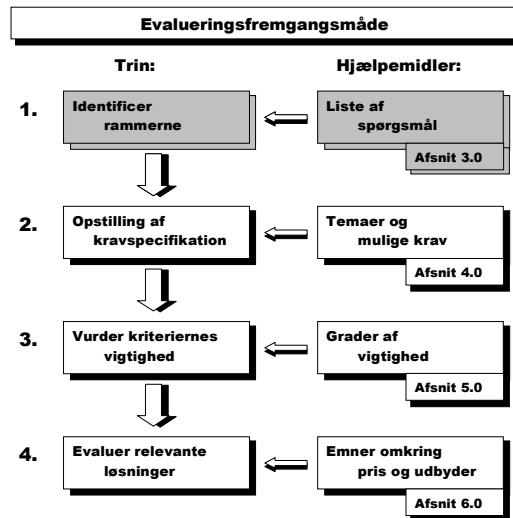 Evalueringsfremgangsmåde
Trin:
Hjælpemidler:
1.
Identificer
rammerne
Liste af
spørgsmål
Afsnit 3.0
2.
Opstilling af
kravspecifikation
Temaer og
mulige krav
Afsnit 4.0
3.
Vurder kriteriernes
vigtighed
Grader af
vigtighed
Afsnit 5.0
4.
Evaluer relevante
løsninger
Emner omkring
pris og udbyder
Afsnit 6.0